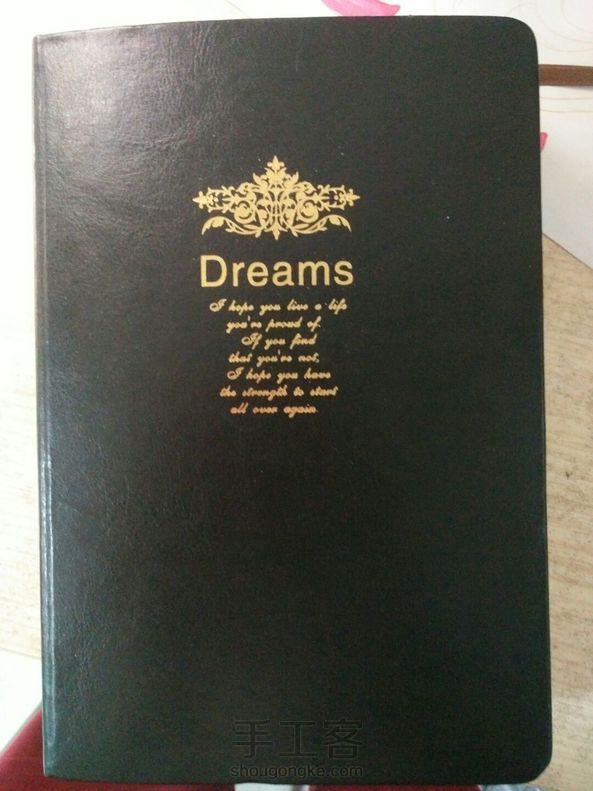 Dreams
I hope you live a life
you're proud of.
If you find
that you're not,
I hope you have
the strength to start
all over again.
手工客
shougongke.com